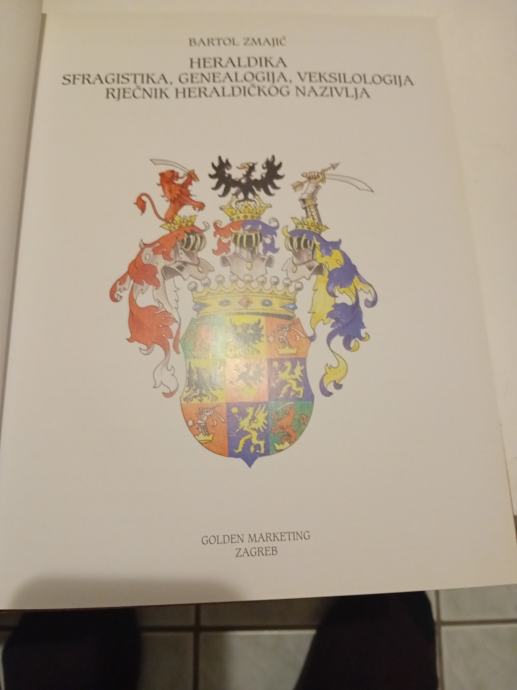 BARTOL ZMAJIĆ
HERALDIKA
SFRAGISTIKA, GENEALOGIJA, VEKSILOLOGIJA
RJEČNIK HERALDIČKOG NAZIVLJA
GOLDEN MARKETING
ZAGREB